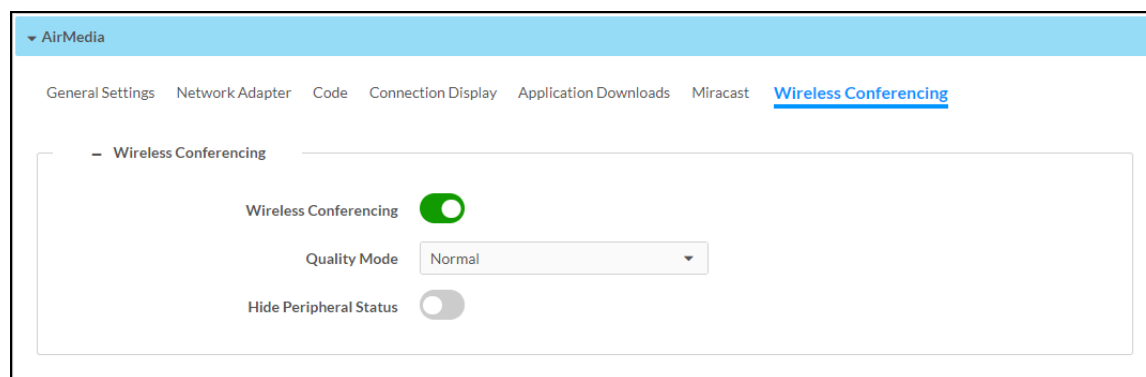 AirMedia
General Settings Network Adapter Code Connection Display Application Downloads Miracast Wireless Conferencing
Wireless Conferencing
Wireless Conferencing
Quality Mode Normal
Hide Peripheral Status